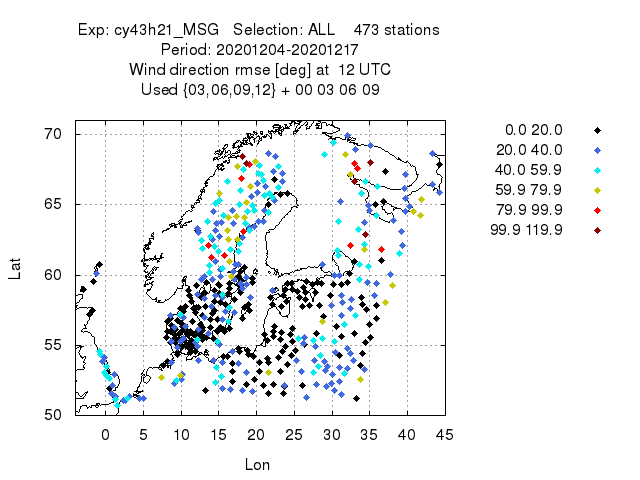 Exp: cy43h21_MSG   Selection: ALL    473 stations
Period: 20201204-20201217
Wind direction rmse [deg] at  12 UTC
Used {03,06,09,12} + 00 03 06 09
0.0 20.0
20.0 40.0
40.0 59.9
59.9 79.9
79.9 99.9
99.9 119.9
70
65
60
55
50
Lat
0 5 10 15 20 25 30 35 40 45
Lon